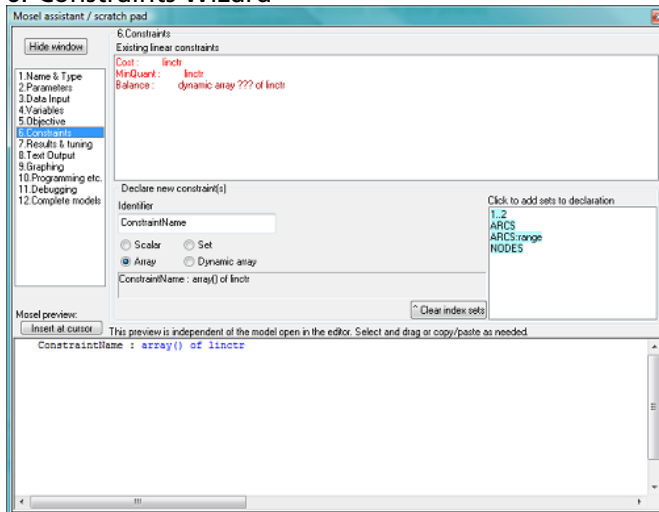 6. Constraints Wizard
Mosel assistant / scratch pad
Hide window
1.Name & Type
2.Parameters
3.Data Input
4.Variables
5.Objective
6.Constraints
7.Results & tuning
8.Text Output
9.Graphing
10.Programming etc.
11.Debugging
12.Complete models
6.Constraints
Existing linear constraints
Cost : linctr
MinQuant : linctr
Balance : dynamic array ??? of linctr
Declare new constraint(s)
Identifier
ConstraintName
Scalar Set
Array Dynamic array
ConstraintName : array() of linctr
Click to add sets to declaration
1..2
ARCS
ARCS:range
NODES
^ Clear index sets
Mosel preview:
Insert at cursor
This preview is independent of the model open in the editor. Select and drag or copy/paste as needed.
ConstraintName : array() of linctr